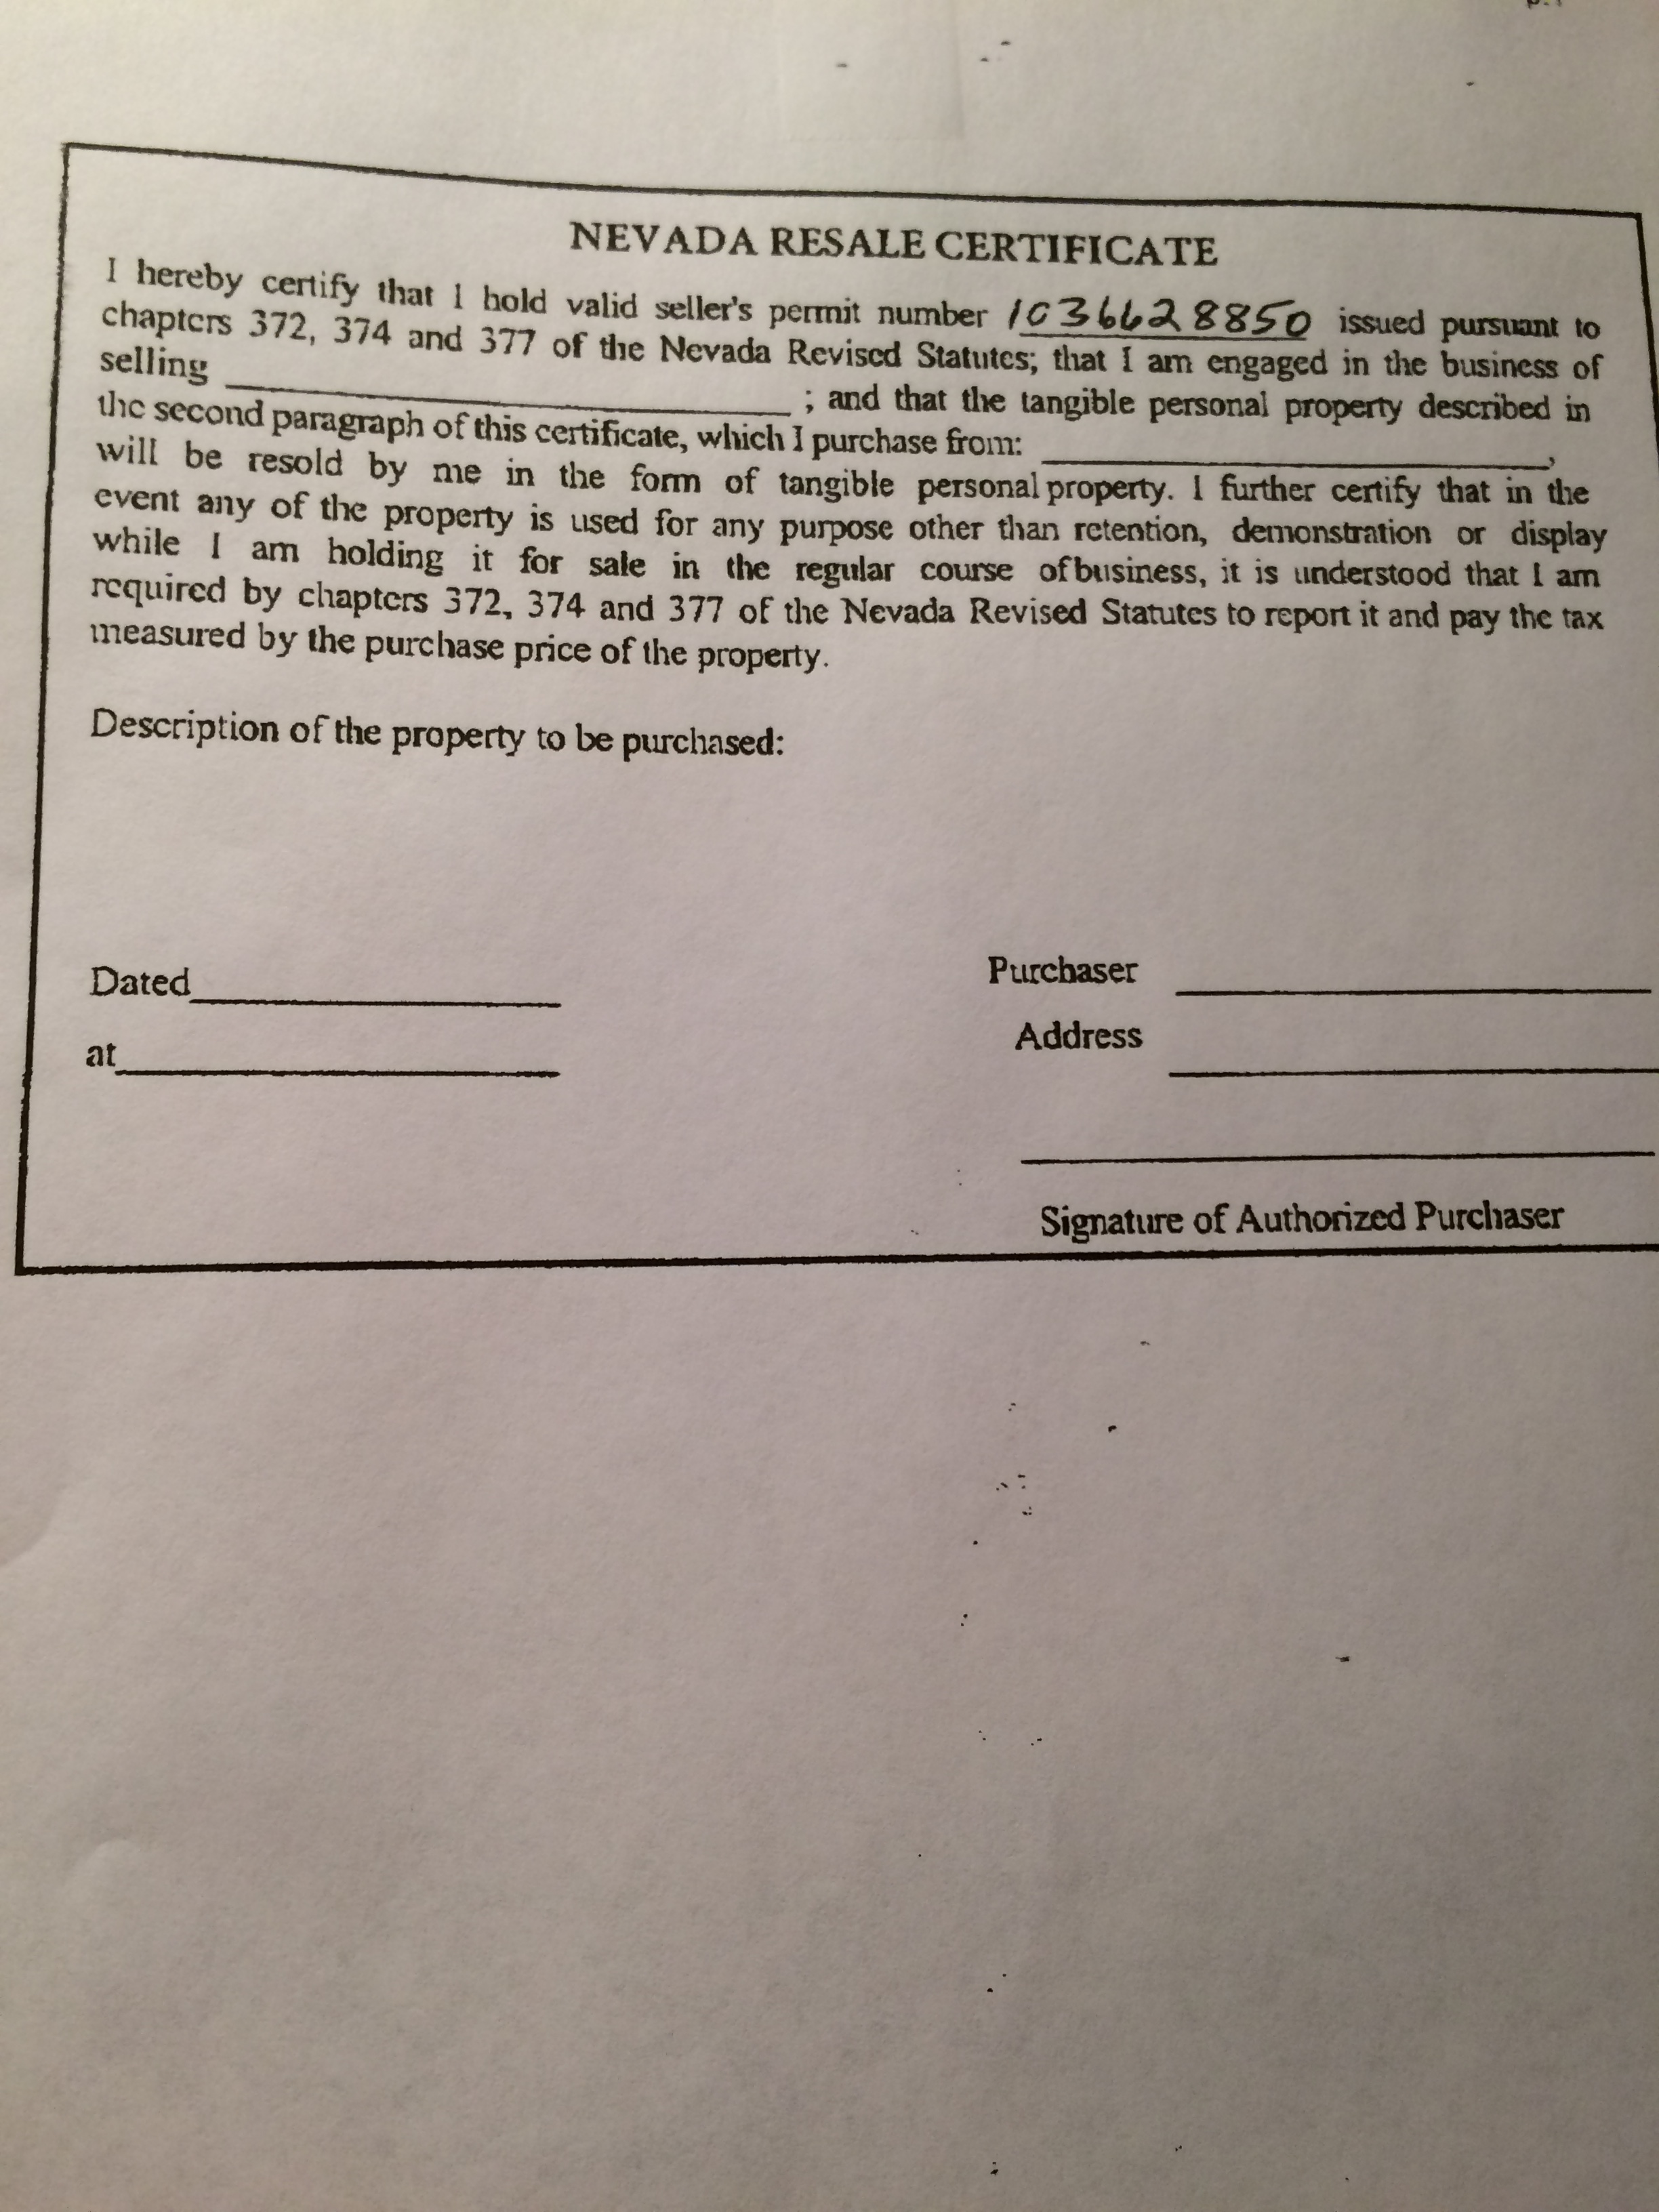 NEVADA RESALE CERTIFICATE
I hereby certify that I hold valid seller's permit number 1036628850 issued pursuant to
chapters 372, 374 and 377 of the Nevada Revised Statutes; that I am engaged in the business of
selling ; and that the tangible personal property described in
the second paragraph of this certificate, which I purchase from: ,
will be resold by me in the form of tangible personal property. I further certify that in the
event any of the property is used for any purpose other than retention, demonstration or display
while I am holding it for sale in the regular course of business, it is understood that I am
required by chapters 372, 374 and 377 of the Nevada Revised Statutes to report it and pay the tax
measured by the purchase price of the property.
Description of the property to be purchased:
Dated
Purchaser
at
Address
Signature of Authorized Purchaser